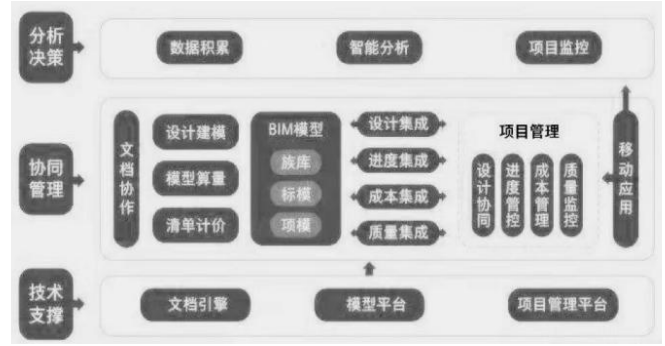 分析
决策
数据积累
智能分析
项目监控
协同
管理
文档协作
设计建模
模型算量
清单计价
BIM模型
族库
标模
项模
设计集成
进度集成
成本集成
质量集成
项目管理
设计协同
进度管控
成本管理
质量监控
移动应用
技术
支撑
文档引擎
模型平台
项目管理平台